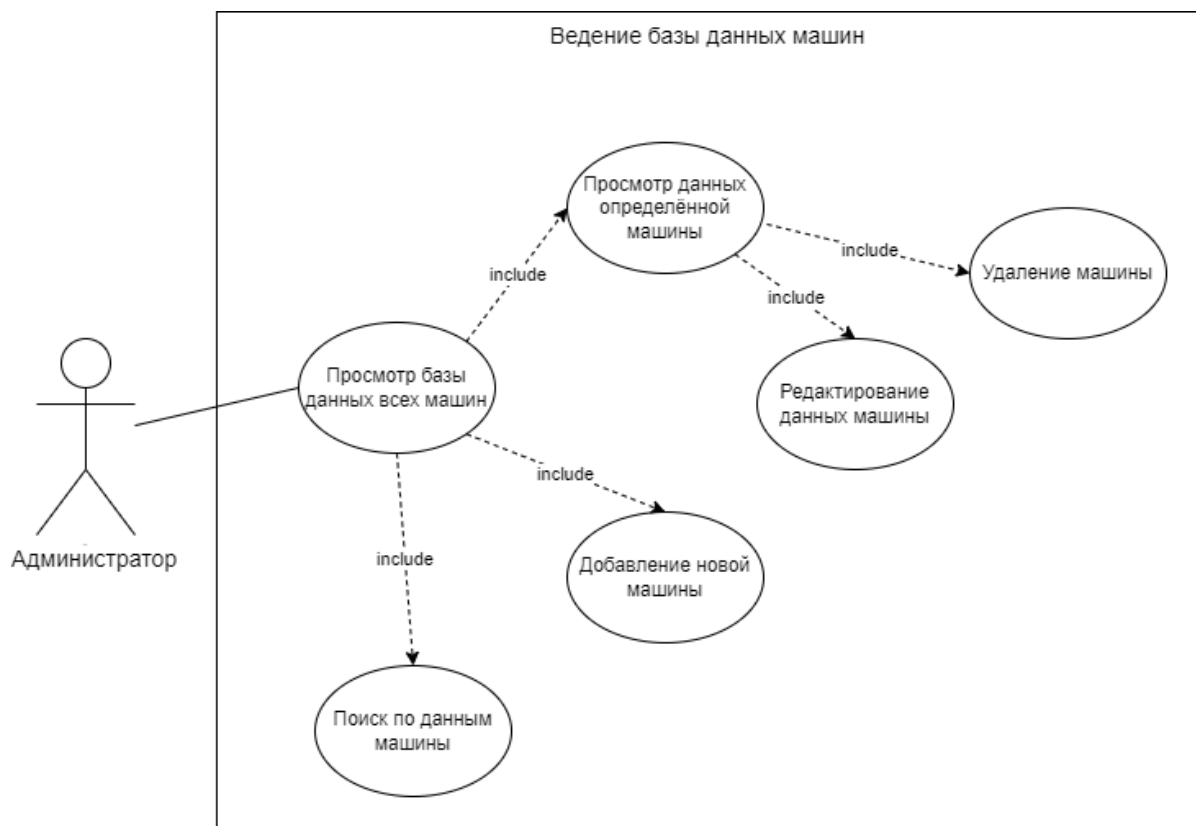 Ведение базы данных машин
Просмотр данных
определённой
машины
include
Удаление машины
include
include
Просмотр базы
данных всех машин
Редактирование
данных машины
include
Администратор
include
Добавление новой
машины
Поиск по данным
машины